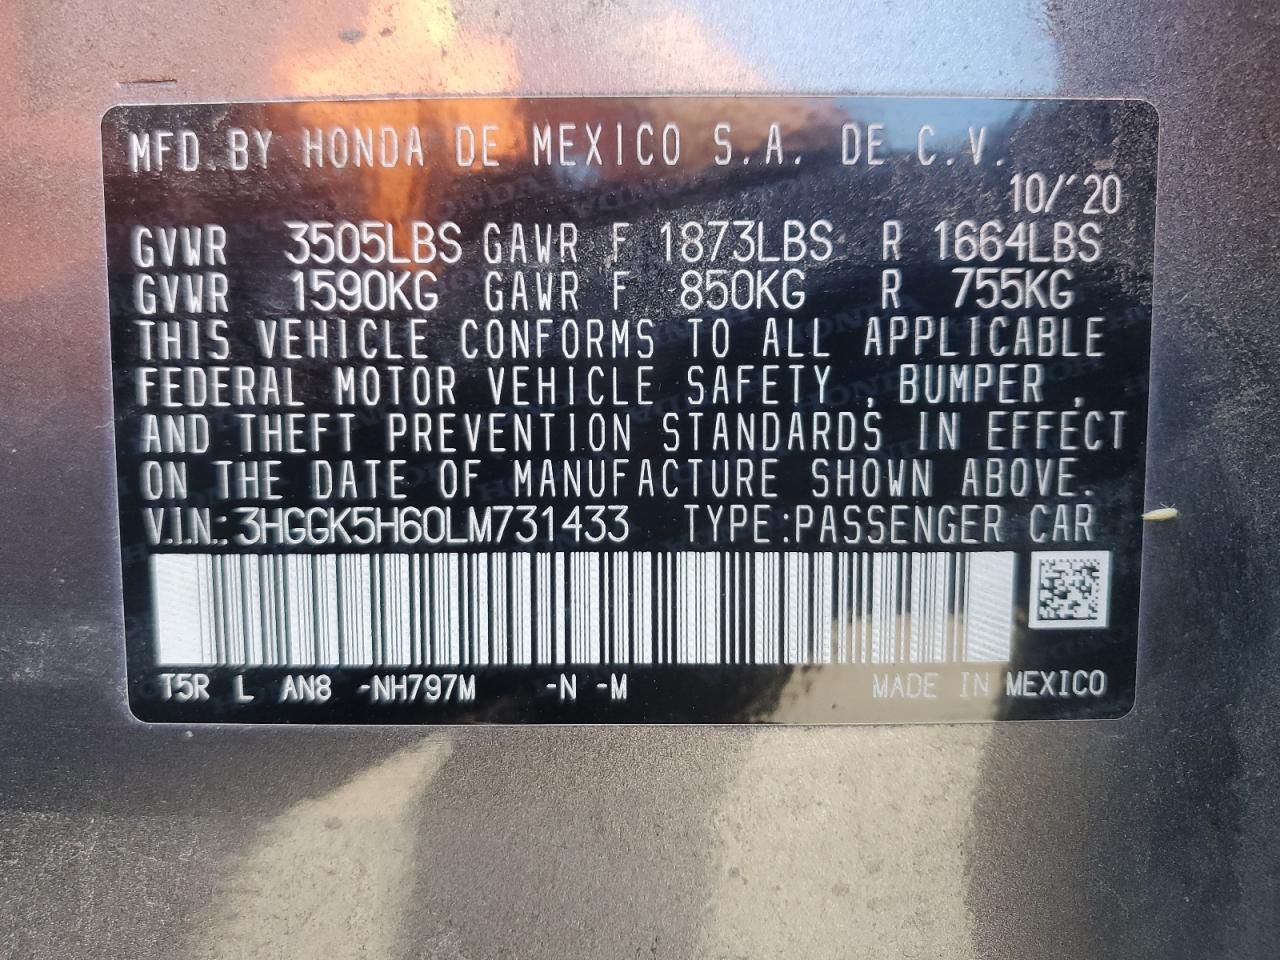 MFD. BY HONDA DE MEXICO S.A. DE C.V.
10/'20
GVWR 3505LBS GAWR F 1873LBS R 1664LBS
GVWR 1590KG GAWR F 850KG R 755KG
THIS VEHICLE CONFORMS TO ALL APPLICABLE
FEDERAL MOTOR VEHICLE SAFETY, BUMPER,
AND THEFT PREVENTION STANDARDS IN EFFECT
ON THE DATE OF MANUFACTURE SHOWN ABOVE.
V.I.N.: 3HGGK5H60LM731433 TYPE:PASSENGER CAR
T5R L AN8 -NH797M -N -M MADE IN MEXICO